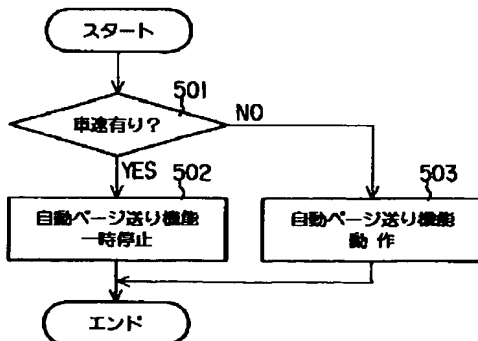 スタート
501
車速有り?
NO
YES
502
503
自動ページ送り機能
一時停止
自動ページ送り機能
動作
エンド